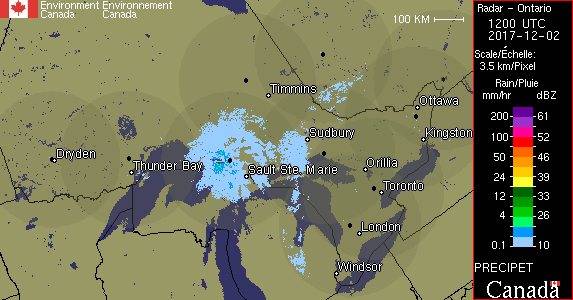 Environment Environnement
Canada Canada
100 KM
Timmins
Ottawa
Sudbury
Kingston
Dryden
Thunder Bay
Sault Ste. Marie
Orillia
Toronto
London
Windsor
Radar - Ontario
1200 UTC
2017-12-02
Scale/Échelle:
3.5 km/Pixel
Rain/Pluie
mm/hr dBZ
200 61
100 52
50 46
24 39
12 33
4 26
0.1 10
PRECIPET
Canada